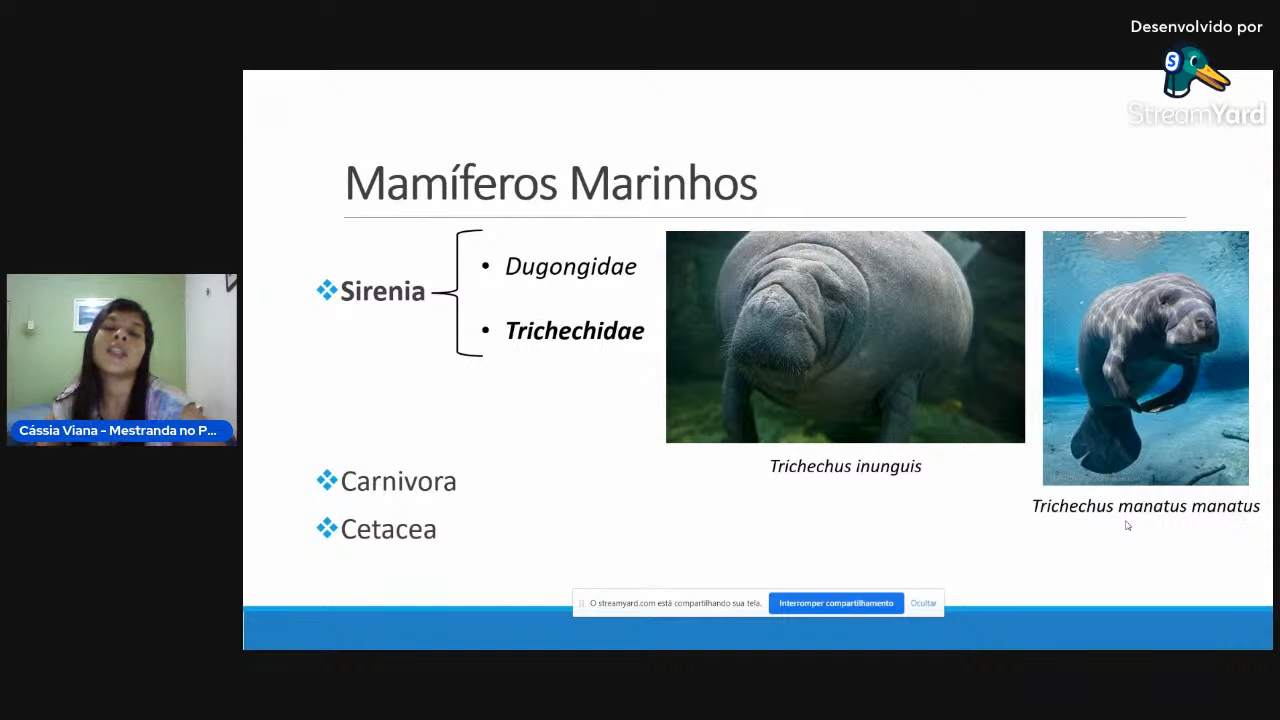 Desenvolvido por
StreamYard
Mamíferos Marinhos
Sirenia
• Dugongidae
• Trichechidae
Carnivora
Cetacea
Trichechus inunguis
Trichechus manatus manatus
Cássia Viana - Mestranda no P...
O streamyard.com está compartilhando sua tela.
Interromper compartilhamento
Ocultar